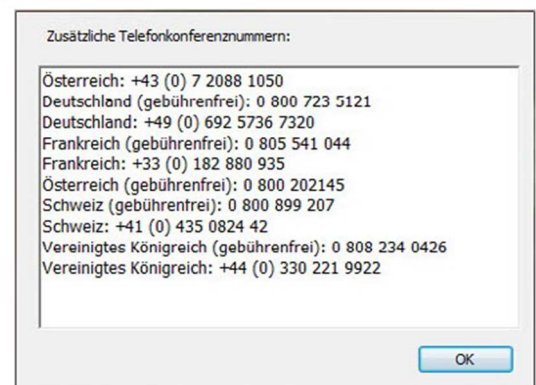 Zusätzliche Telefonkonferenznummern:
Österreich: +43 (0) 7 2088 1050
Deutschland (gebührenfrei): 0 800 723 5121
Deutschland: +49 (0) 692 5736 7320
Frankreich (gebührenfrei): 0 805 541 044
Frankreich: +33 (0) 182 880 935
Österreich (gebührenfrei): 0 800 202145
Schweiz (gebührenfrei): 0 800 899 207
Schweiz: +41 (0) 435 0824 42
Vereinigtes Königreich (gebührenfrei): 0 808 234 0426
Vereinigtes Königreich: +44 (0) 330 221 9922
OK